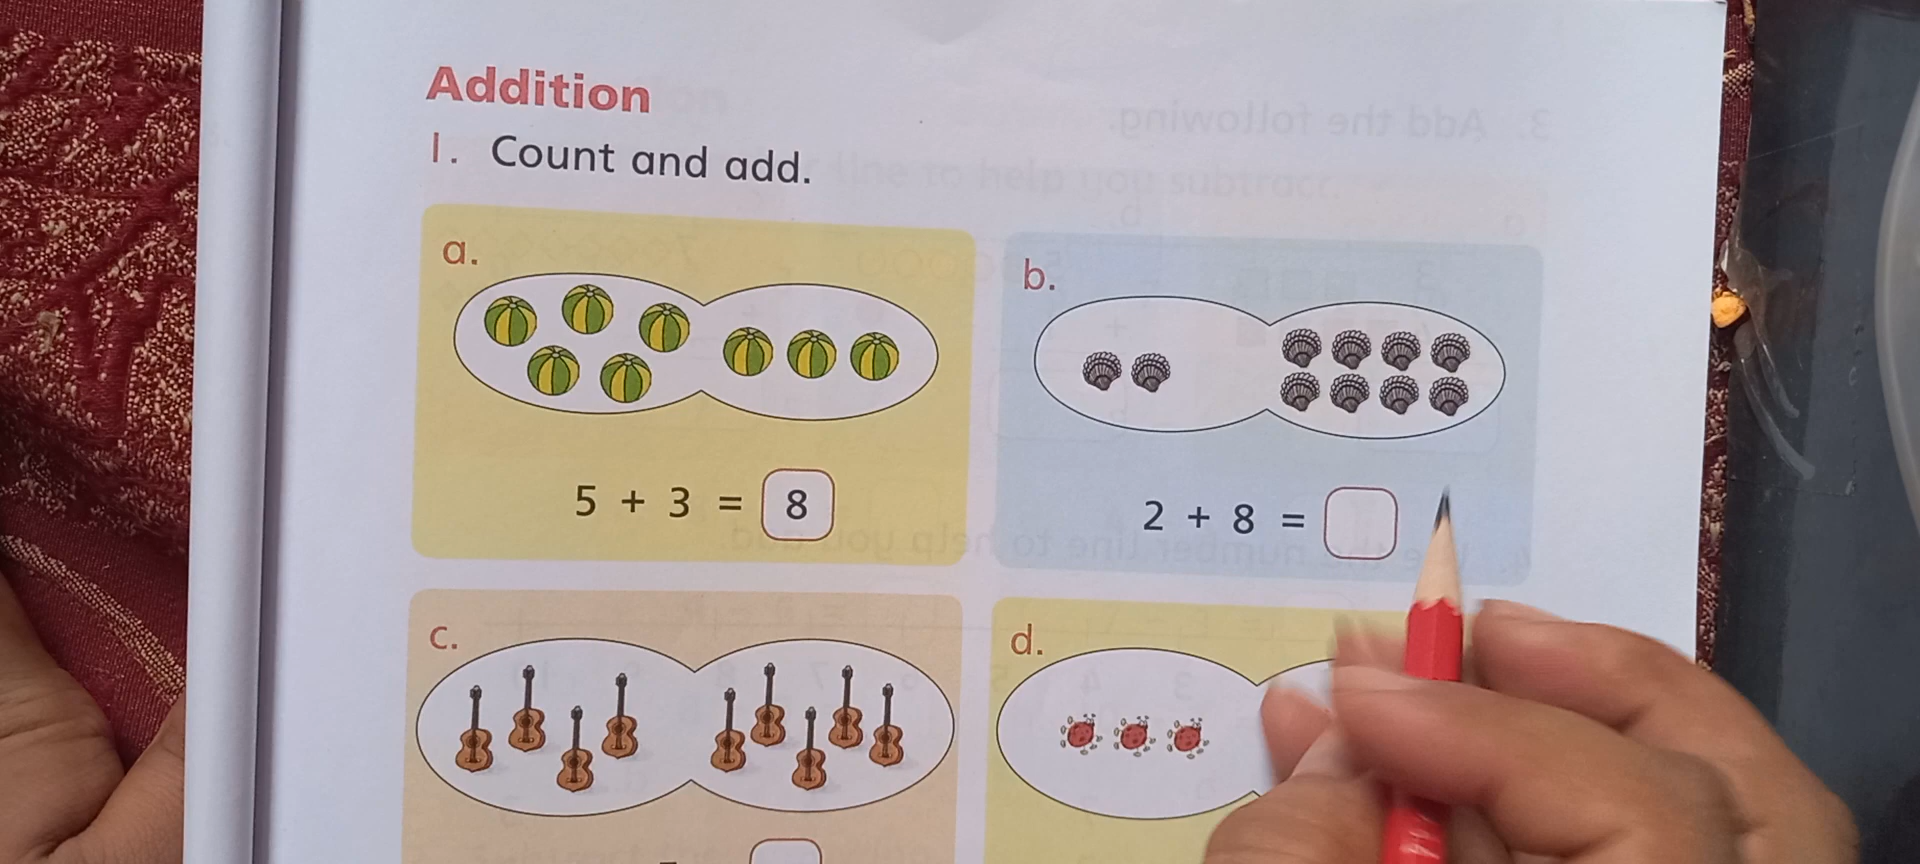 Addition
1. Count and add.
a.
5 + 3 = 8
b.
2 + 8 =
c.
d.